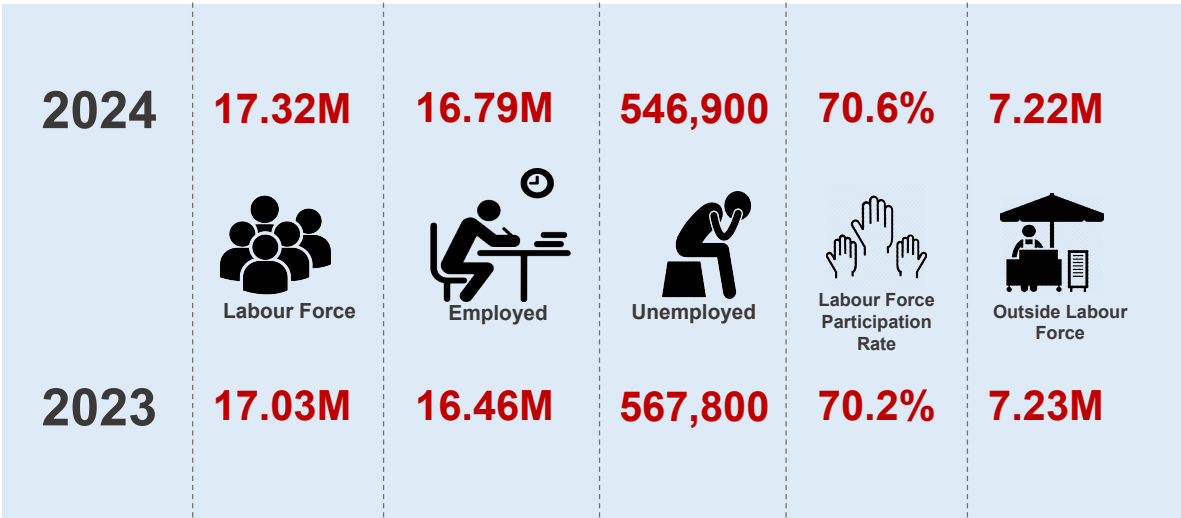 2024 17.32M 16.79M 546,900 70.6% 7.22M
Labour Force
Employed
Unemployed
Labour Force
Participation
Rate
Outside Labour
Force
2023 17.03M 16.46M 567,800 70.2% 7.23M